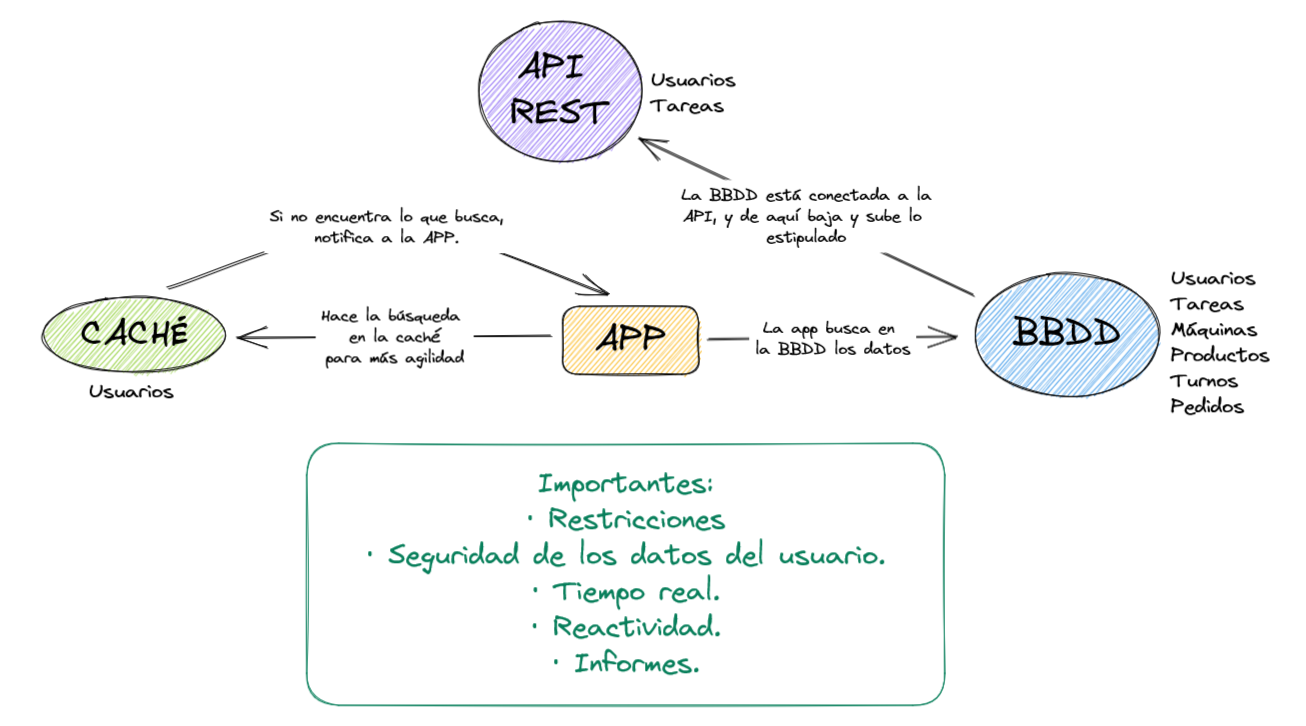 API
REST
Usuarios
Tareas
La BBDD está conectada a la
API, y de aquí baja y sube lo
estipulado
Si no encuentra lo que busca,
notifica a la APP.
CACHÉ
Usuarios
Hace la búsqueda
en la caché
para más agilidad
APP
La app busca en
la BBDD los datos
BBDD
Usuarios
Tareas
Máquinas
Productos
Turnos
Pedidos
Importantes:
· Restricciones
· Seguridad de los datos del usuario.
· Tiempo real.
· Reactividad.
· Informes.